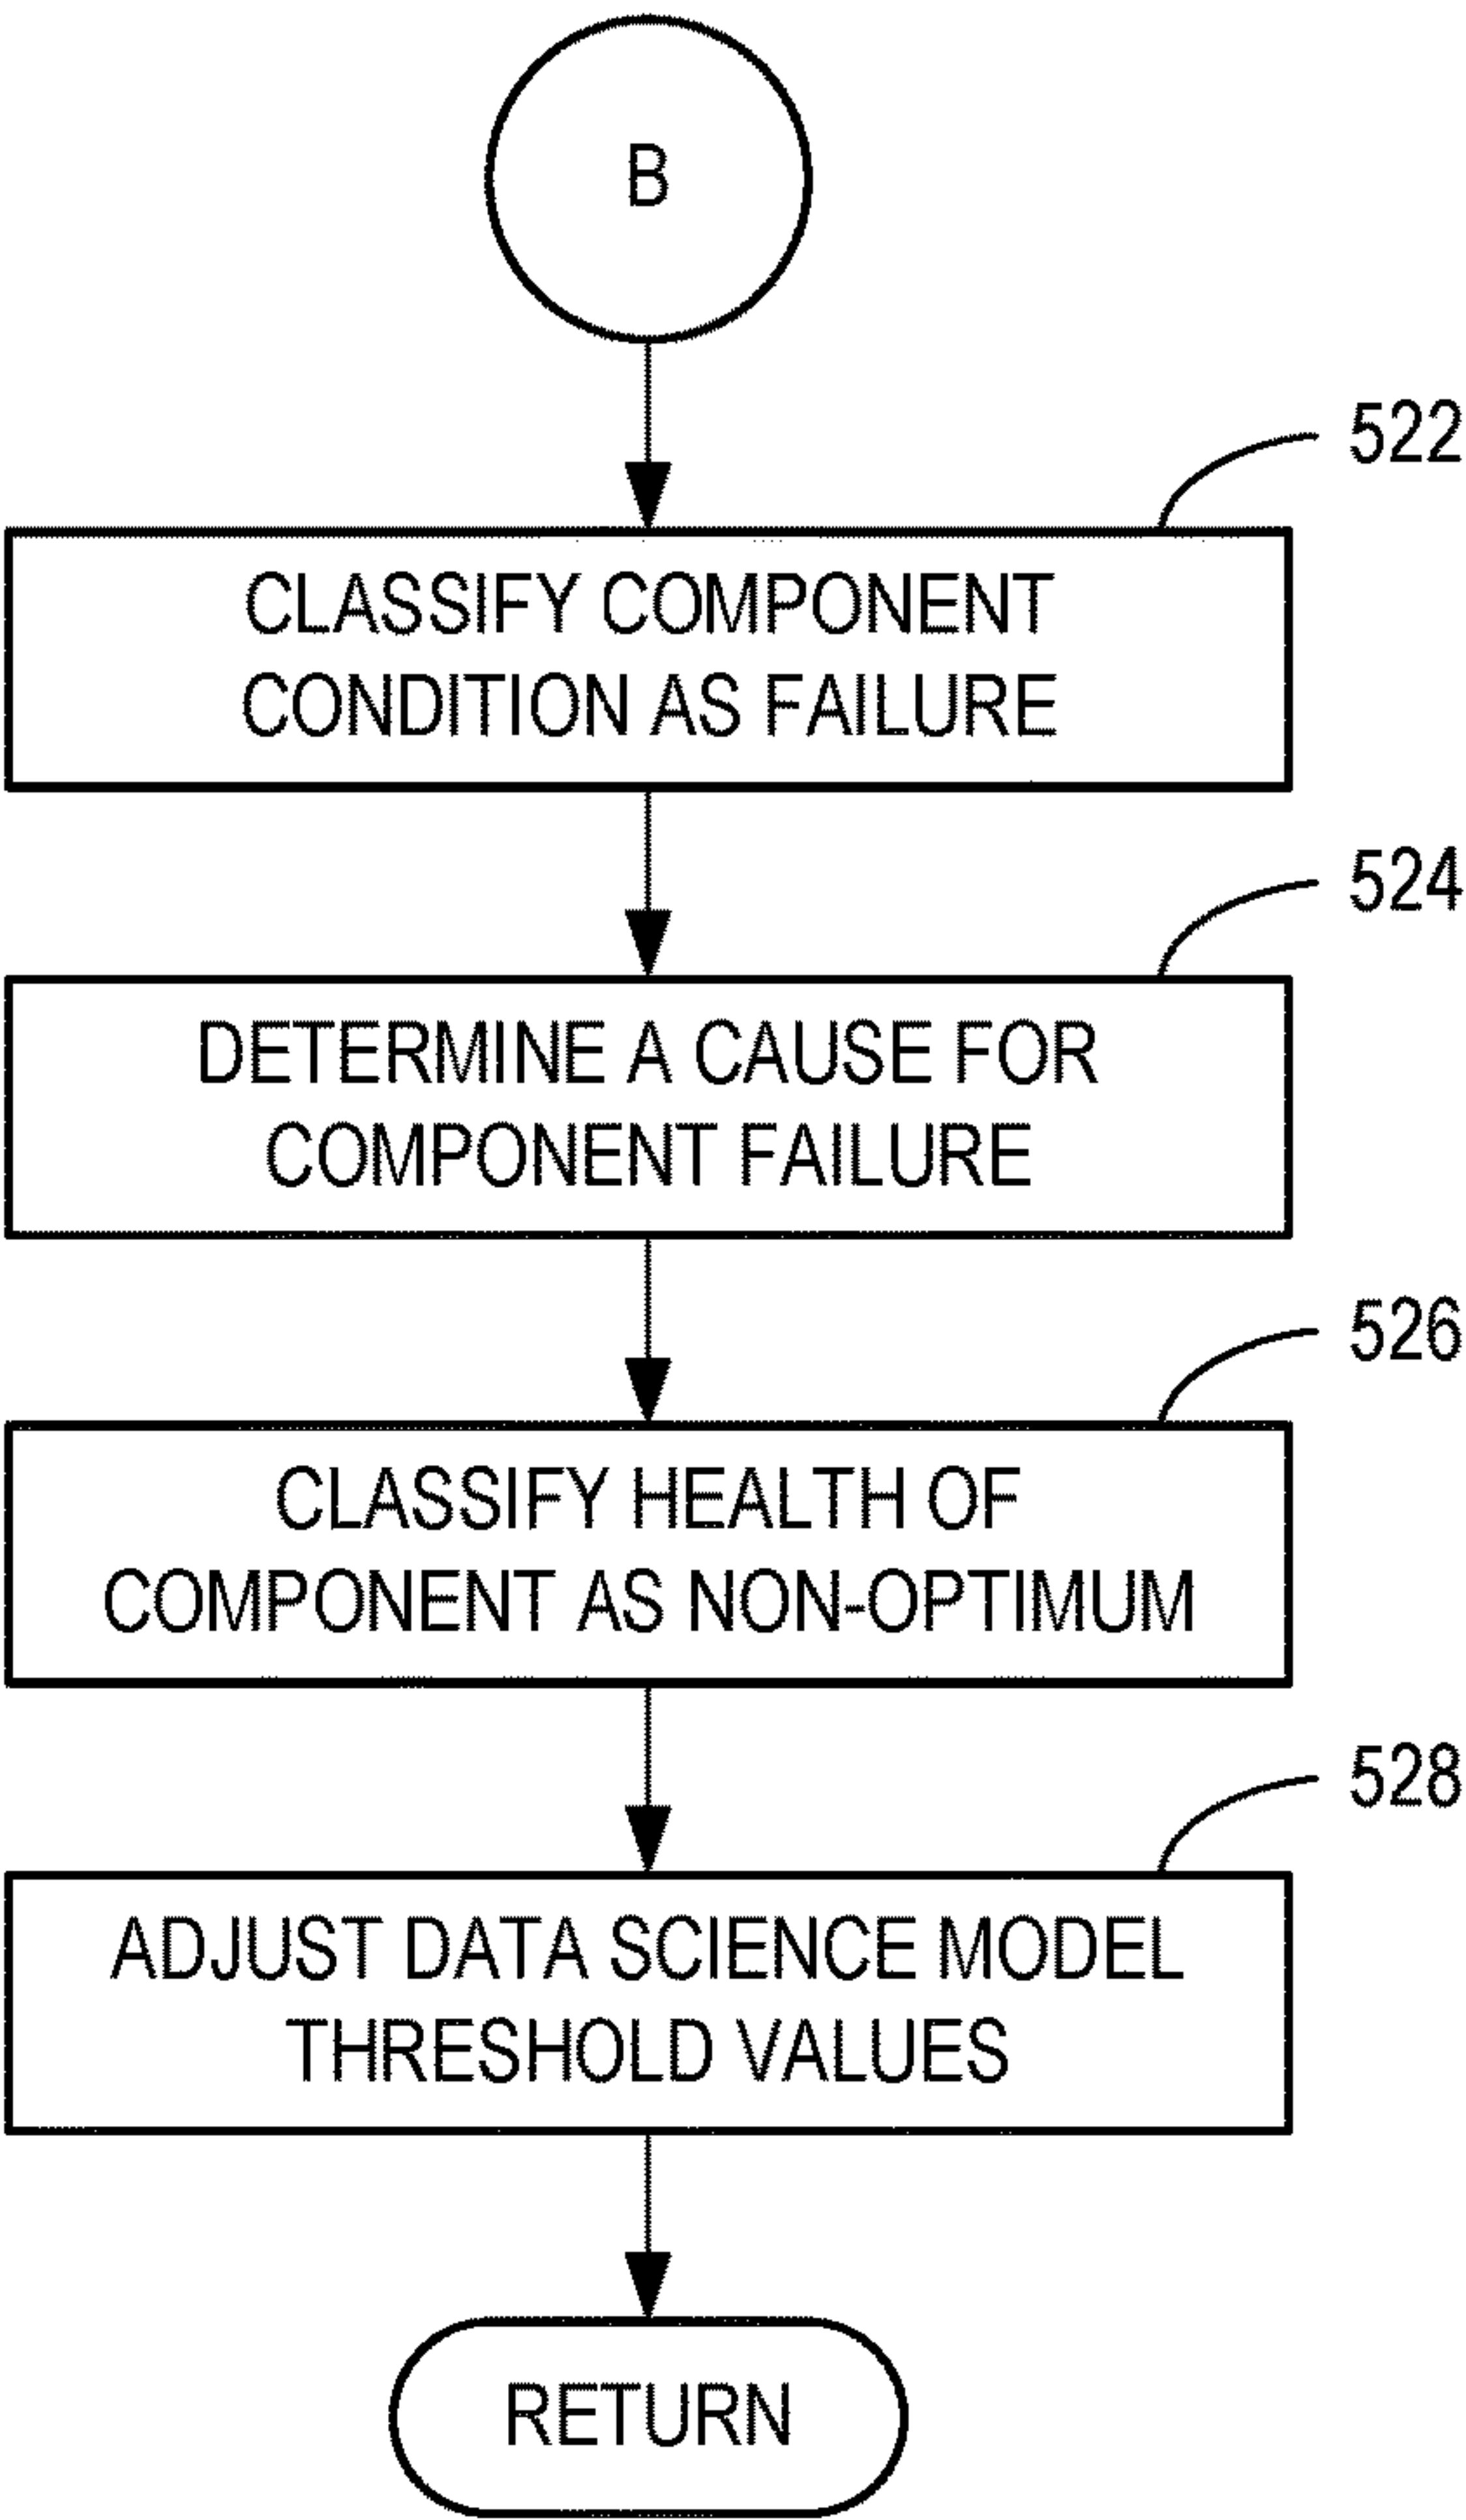 B
522
CLASSIFY COMPONENT
CONDITION AS FAILURE
524
DETERMINE A CAUSE FOR
COMPONENT FAILURE
526
CLASSIFY HEALTH OF
COMPONENT AS NON-OPTIMUM
528
ADJUST DATA SCIENCE MODEL
THRESHOLD VALUES
RETURN